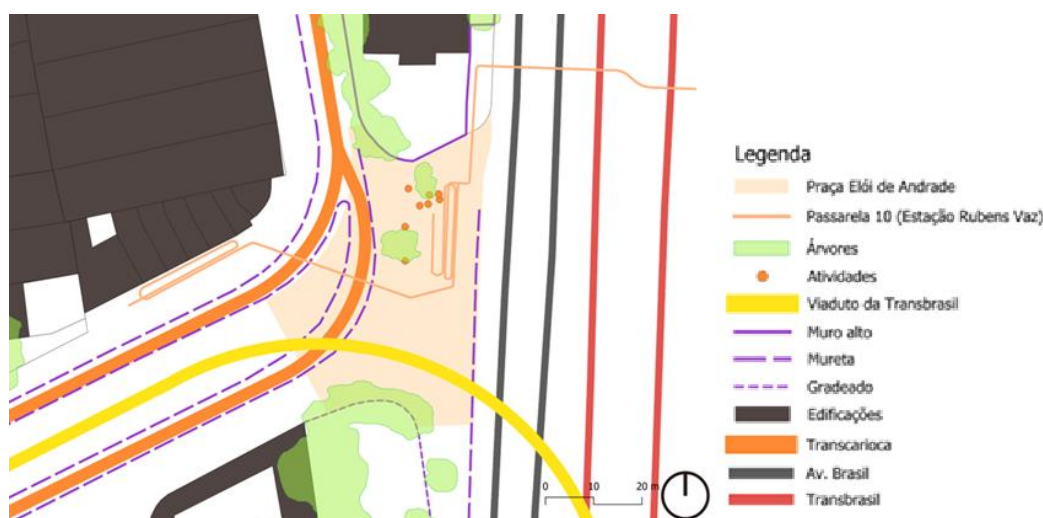 Legenda
Praça Elói de Andrade
Passarela 10 (Estação Rubens Vaz)
Árvores
Atividades
Viaduto da Transbrasil
Muro alto
Mureta
Gradeado
Edificações
Transcarioca
Av. Brasil
Transbrasil
0 10 20 m